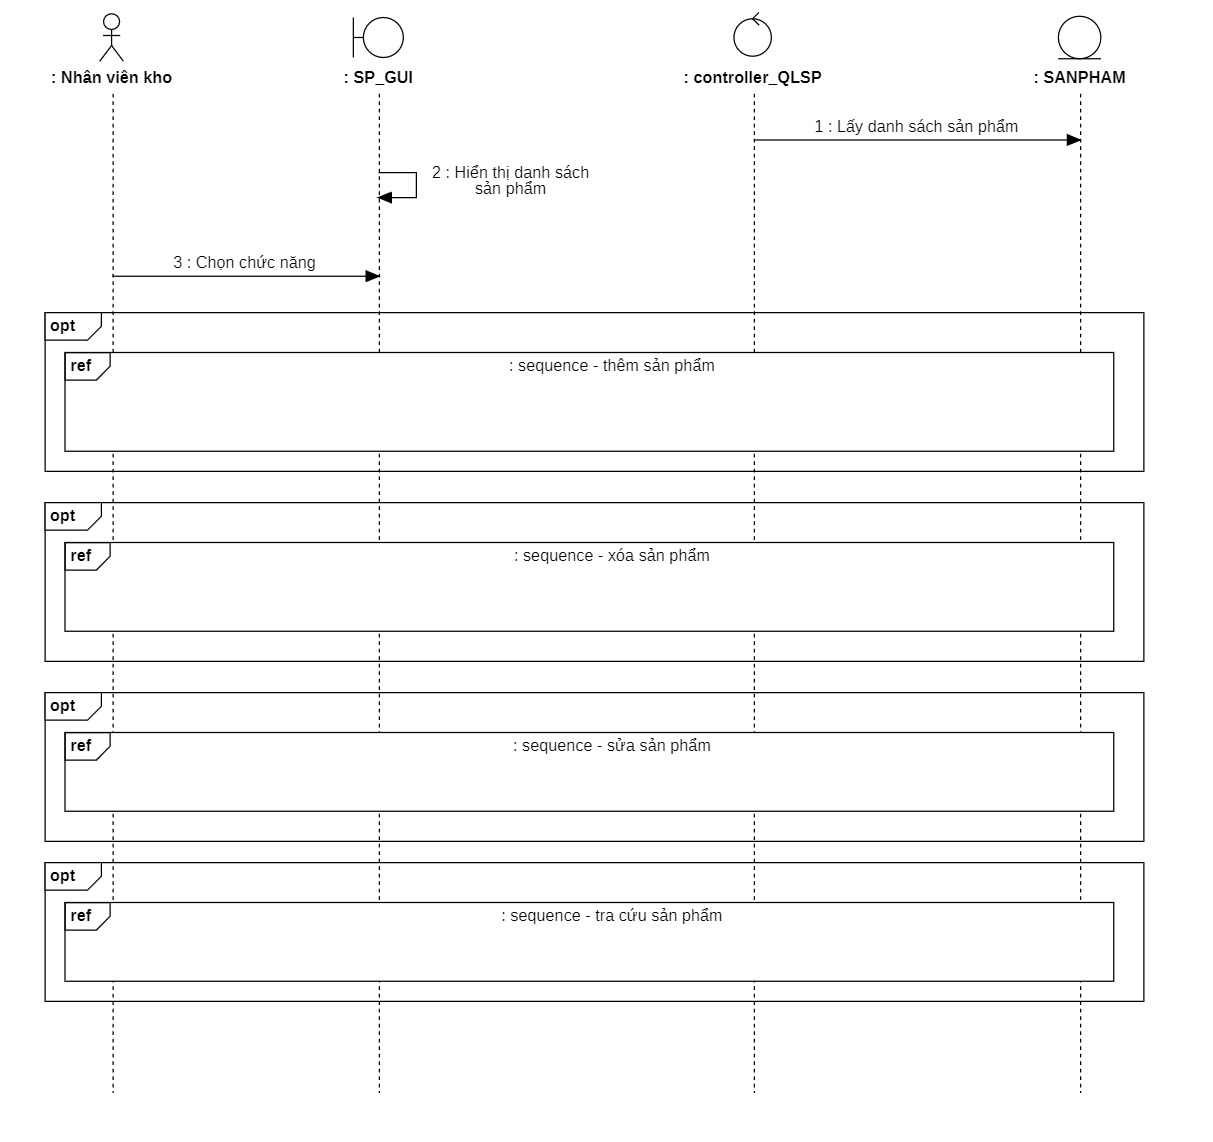 : Nhân viên kho
: SP_GUI
: controller_QLSP
: SANPHAM
1 : Lấy danh sách sản phẩm
2 : Hiển thị danh sách
sản phẩm
3 : Chọn chức năng
opt
ref
: sequence - thêm sản phẩm
opt
ref
: sequence - xóa sản phẩm
opt
ref
: sequence - sửa sản phẩm
opt
ref
: sequence - tra cứu sản phẩm